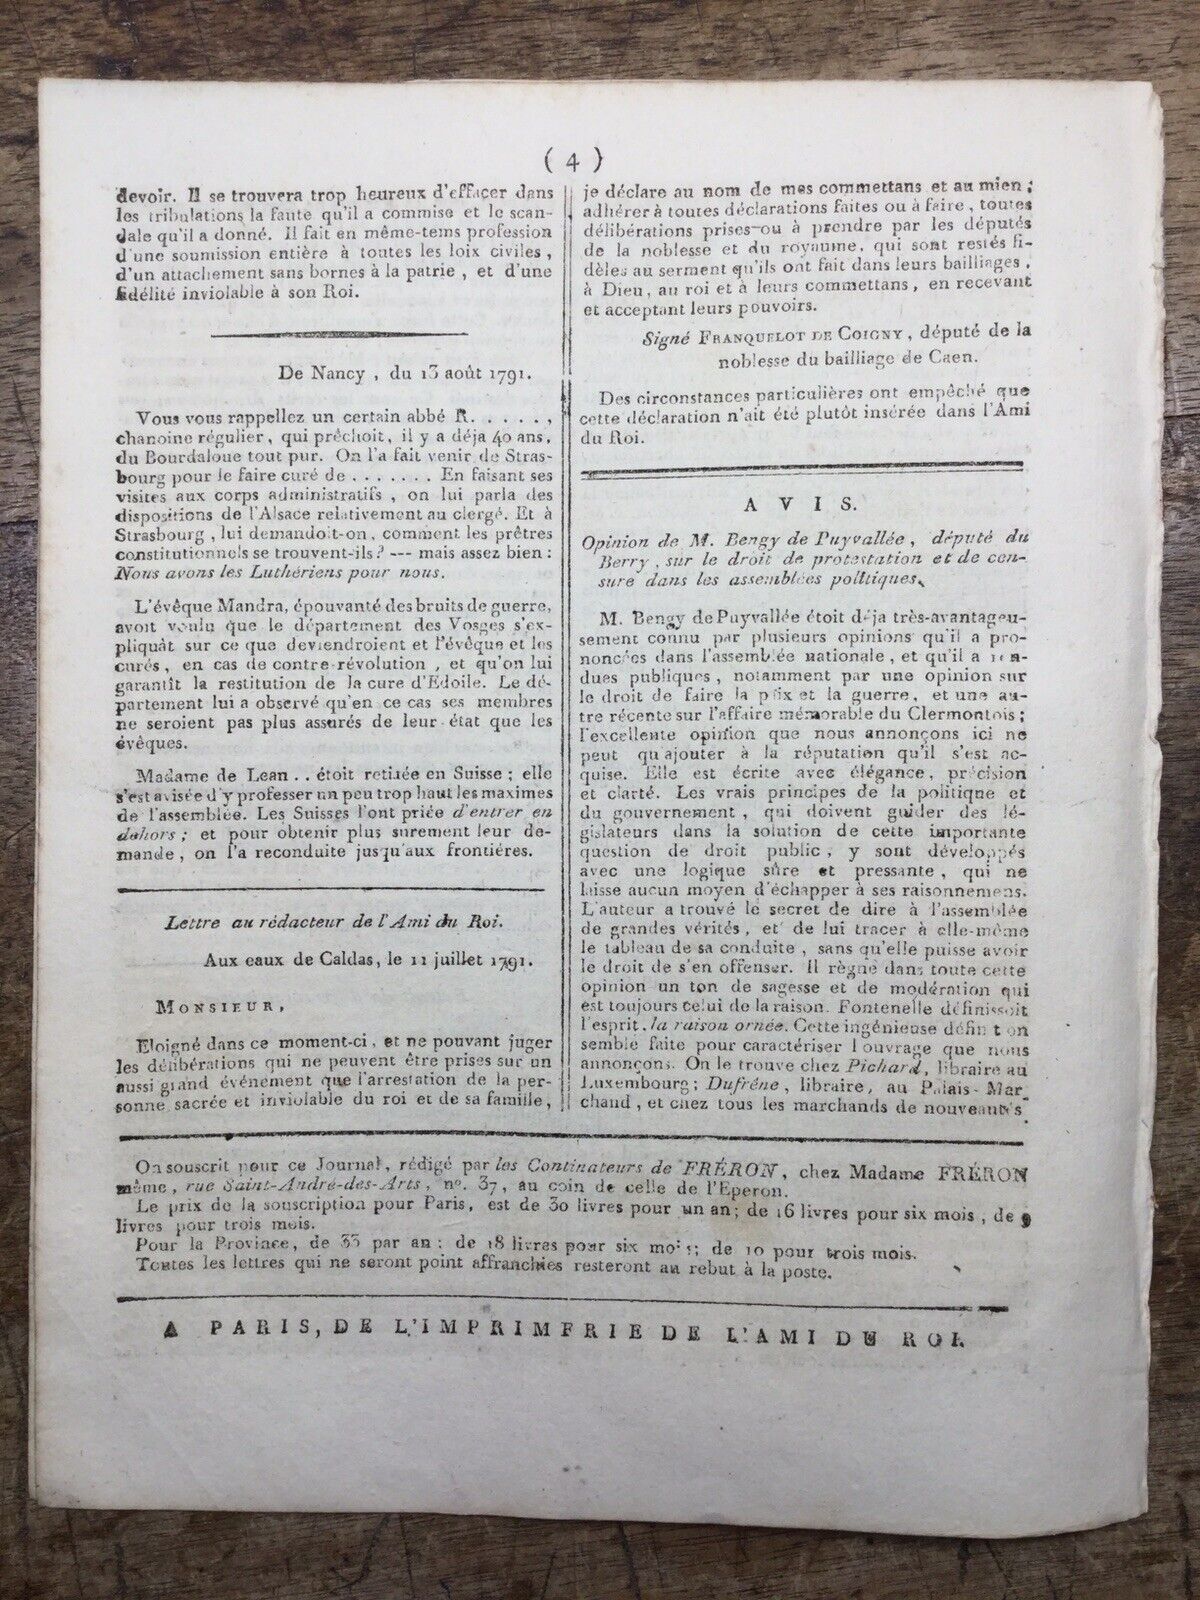 ( 4 )
devoir. Il se trouvera trop heureux d'effacer dans
les tribulations la faute qu'il a commise et le scan-
dale qu'il a donné. Il fait en même-tems profession
d'une soumission entière à toutes les loix civiles,
d'un attachement sans bornes à la patrie, et d'une
fidélité inviolable à son Roi.
De Nancy, du 13 août 1791.
Vous vous rappellez un certain abbé R. . . . . ,
chanoine régulier, qui prêchoit, il y a déja 40 ans,
du Bourdaloue tout pur. On l'a fait venir de Stras-
bourg pour le faire curé de . . . . . . . En faisant ses
visites aux corps administratifs, on lui parla des
dispositions de l'Alsace relativement au clergé. Et à
Strasbourg, lui demandoit-on, comment les prêtres
constitutionnels se trouvent-ils? --- mais assez bien :
Nous avons les Luthériens pour nous.
L'évêque Mandra, épouvanté des bruits de guerre,
avoit voulu que le département des Vosges s'ex-
pliquât sur ce que deviendroient et l'évêque et les
curés, en cas de contre-révolution, et qu'on lui
garantît la restitution de la cure d'Edoile. Le dé-
partement lui a observé qu'en ce cas ses membres
ne seroient pas plus assurés de leur état que les
évêques.
Madame de Lean . . étoit retirée en Suisse ; elle
s'est avisée d'y professer un peu trop haut les maximes
de l'assemblée. Les Suisses l'ont priée d'entrer en
dehors ; et pour obtenir plus surement leur de-
mande, on l'a reconduite jusqu'aux frontiéres.
Lettre au rédacteur de l'Ami du Roi.
Aux eaux de Caldas, le 11 juillet 1791.
MONSIEUR,
Eloigné dans ce moment-ci, et ne pouvant juger
les délibérations qui ne peuvent être prises sur un
aussi grand événement que l'arrestation de la per-
sonne sacrée et inviolable du roi et de sa famille,
je déclare au nom de mes commettans et au mien ;
adhérer à toutes déclarations faites ou à faire, toutes
délibérations prises ou à prendre par les députés
de la noblesse et du royaume, qui sont restés fi-
dèles au serment qu'ils ont fait dans leurs bailliages,
à Dieu, au roi et à leurs commettans, en recevant
et acceptant leurs pouvoirs.
Signé FRANQUELOT DE COIGNY, député de la
noblesse du bailliage de Caen.
Des circonstances particulières ont empêché que
cette déclaration n'ait été plutôt insérée dans l'Ami
du Roi.
AVIS.
Opinion de M. Bengy de Puyvallée, député du
Berry, sur le droit de protestation et de cen-
sure dans les assemblées politiques.
M. Bengy de Puyvallée étoit déja très-avantageu-
sement connu par plusieurs opinions qu'il a pro-
noncées dans l'assemblée nationale, et qu'il a ren-
dues publiques, notamment par une opinion sur
le droit de faire la paix et la guerre, et une au-
tre récente sur l'affaire mémorable du Clermontois ;
l'excellente opinion que nous annonçons ici ne
peut qu'ajouter à la réputation qu'il s'est ac-
quise. Elle est écrite avec élégance, précision
et clarté. Les vrais principes de la politique et
du gouvernement, qui doivent guider des lé-
gislateurs dans la solution de cette importante
question de droit public, y sont développés
avec une logique sûre et pressante, qui ne
laisse aucun moyen d'échapper à ses raisonnemens.
L'auteur a trouvé le secret de dire à l'assemblée
de grandes vérités, et de lui tracer à elle-même
le tableau de sa conduite, sans qu'elle puisse avoir
le droit de s'en offenser. Il règne dans toute cette
opinion un ton de sagesse et de modération qui
est toujours celui de la raison. Fontenelle définissoit
l'esprit, la raison ornée. Cette ingénieuse définition
semble faite pour caractériser l'ouvrage que nous
annonçons. On le trouve chez Pichard, libraire au
Luxembourg ; Dufrêne, libraire, au Palais-Mar-
chand, et chez tous les marchands de nouveautés
On souscrit pour ce Journal, rédigé par les Continateurs de FRÉRON, chez Madame FRÉRON
même, rue Saint-André-des-Arts, n°. 37, au coin de celle de l'Eperon.
Le prix de la souscription pour Paris, est de 30 livres pour un an ; de 16 livres pour six mois, de 9
livres pour trois mois.
Pour la Province, de 33 par an ; de 18 livres pour six mois ; de 10 pour trois mois.
Toutes les lettres qui ne seront point affranchies resteront au rebut à la poste.
A PARIS, DE L'IMPRIMERIE DE L'AMI DU ROI.